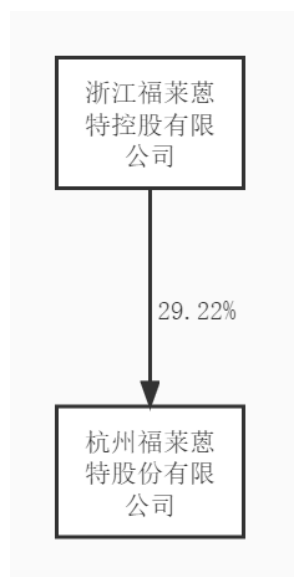 浙江福莱蒽
特控股有限
公司
29.22%
杭州福莱蒽
特股份有限
公司